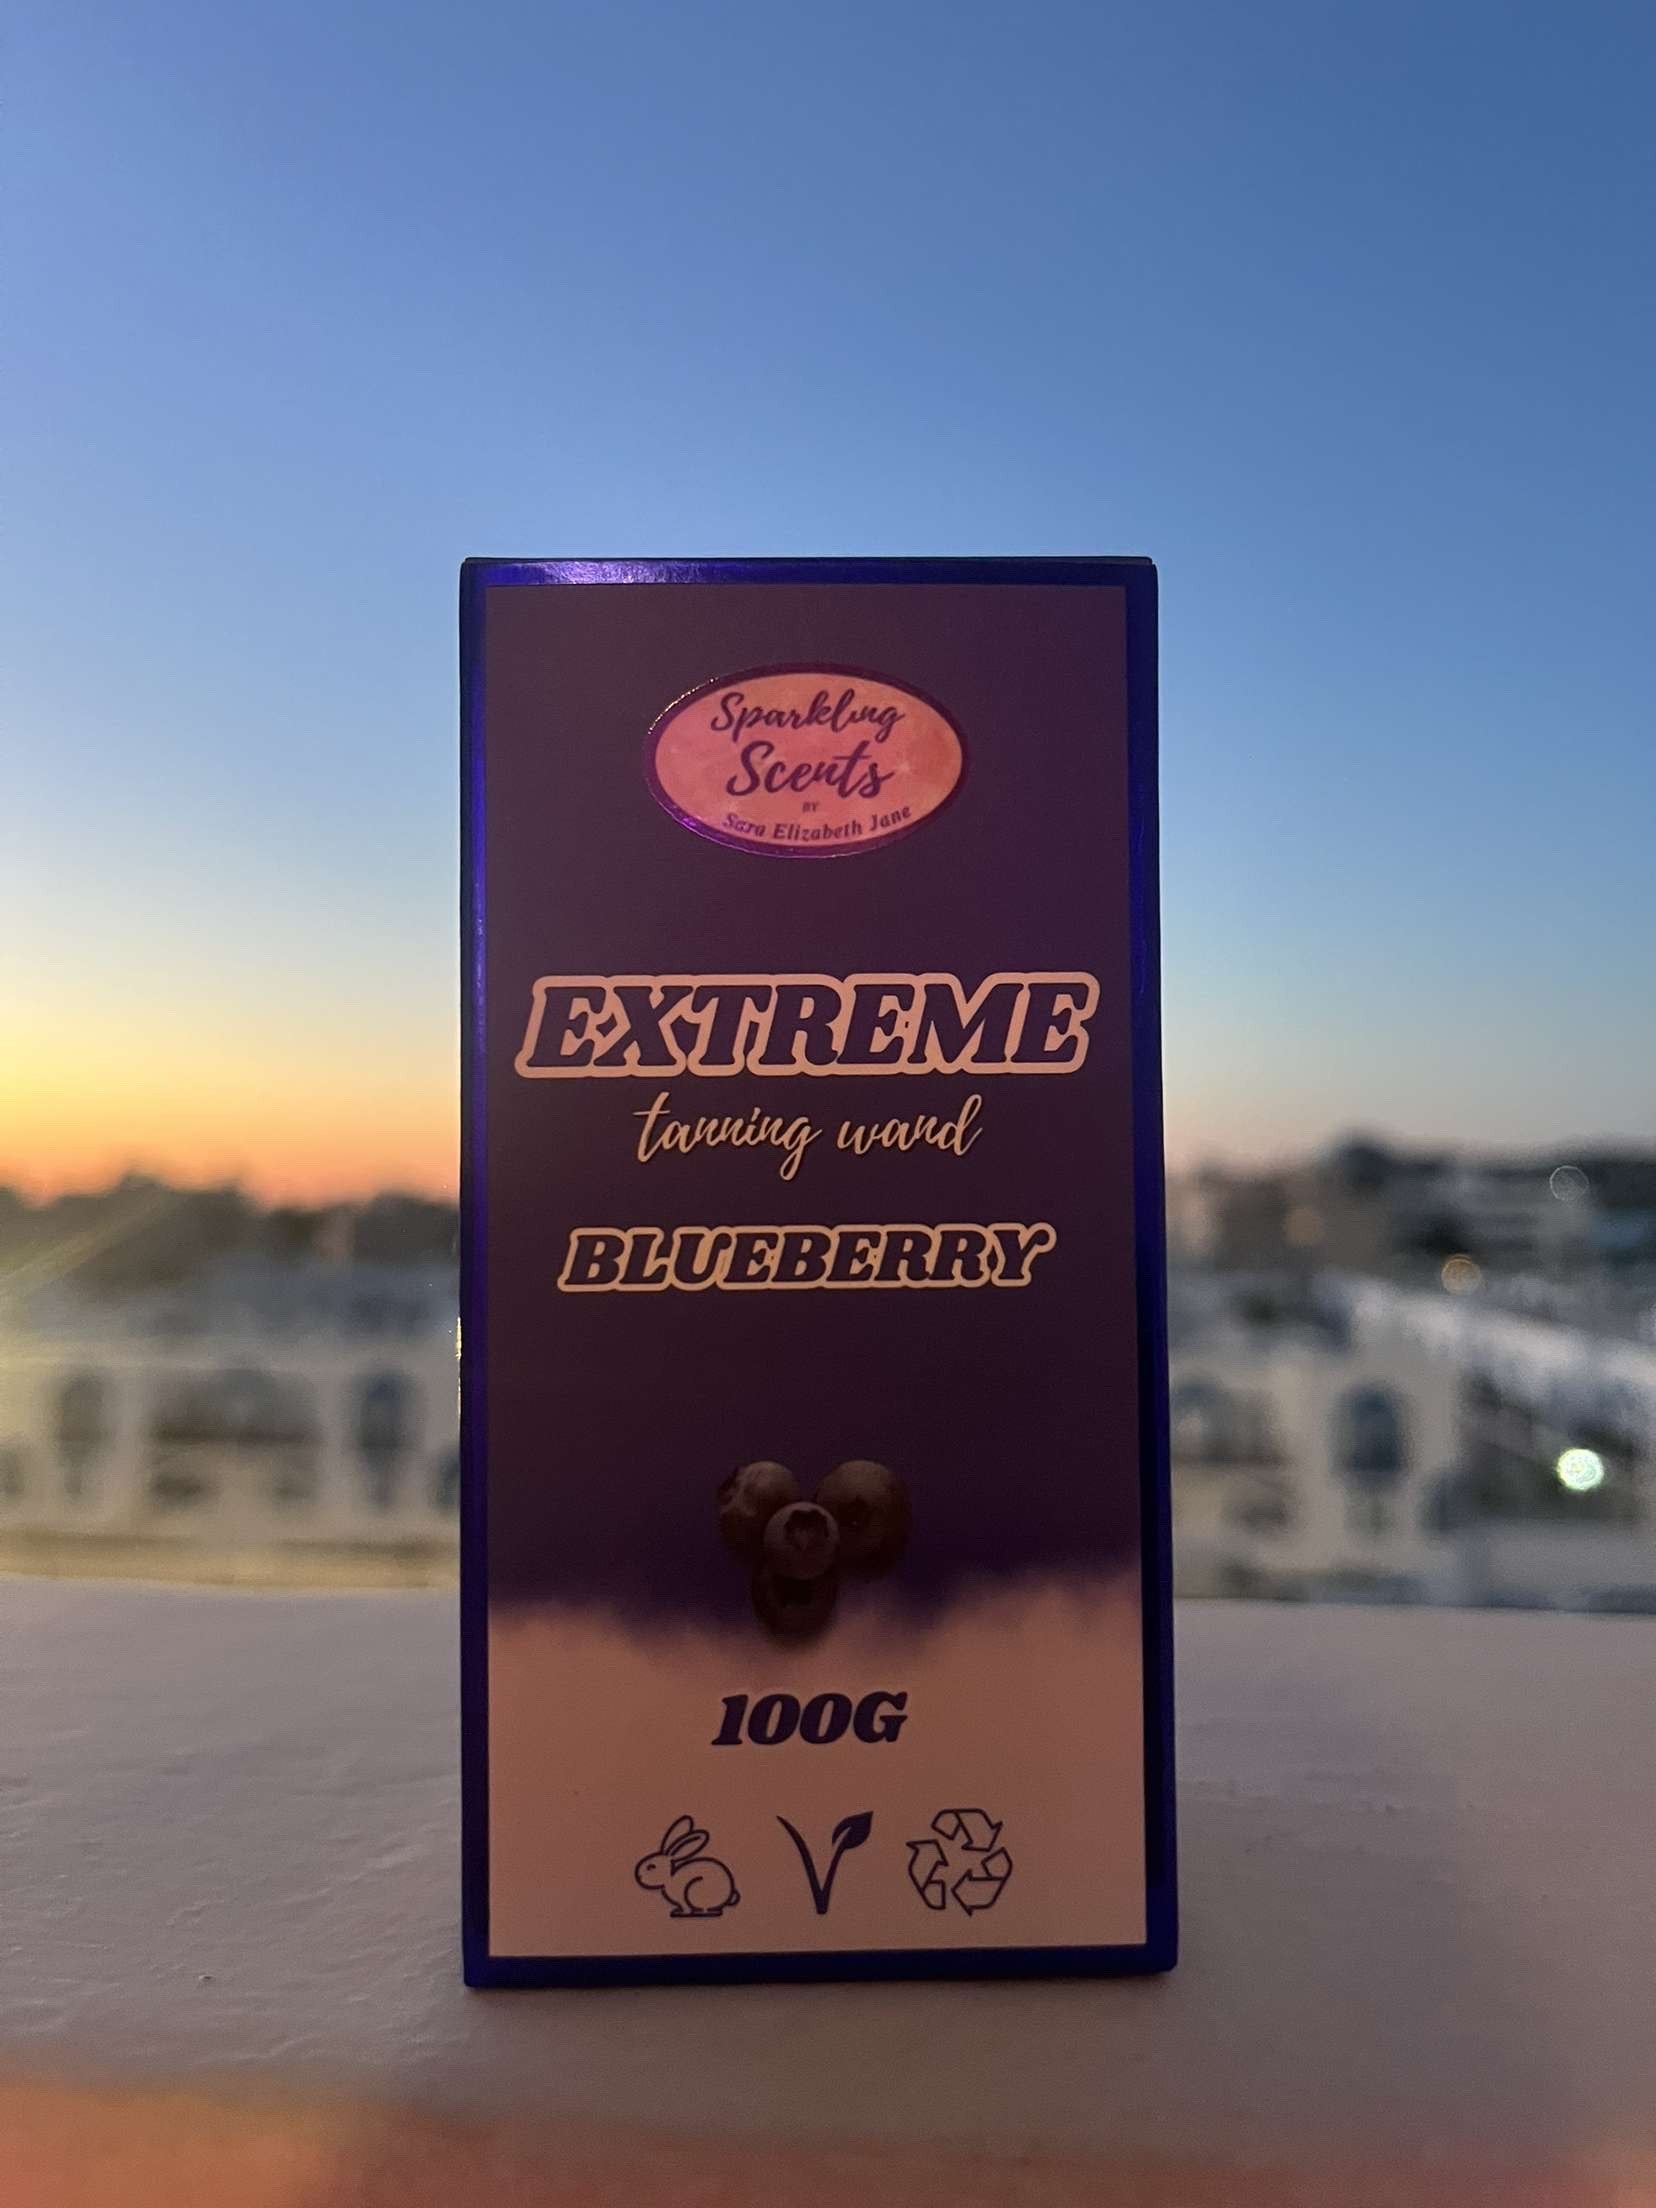 Sparkling
Scents
BY
Sara Elizabeth Jane
EXTREME
tanning wand
BLUEBERRY
100G